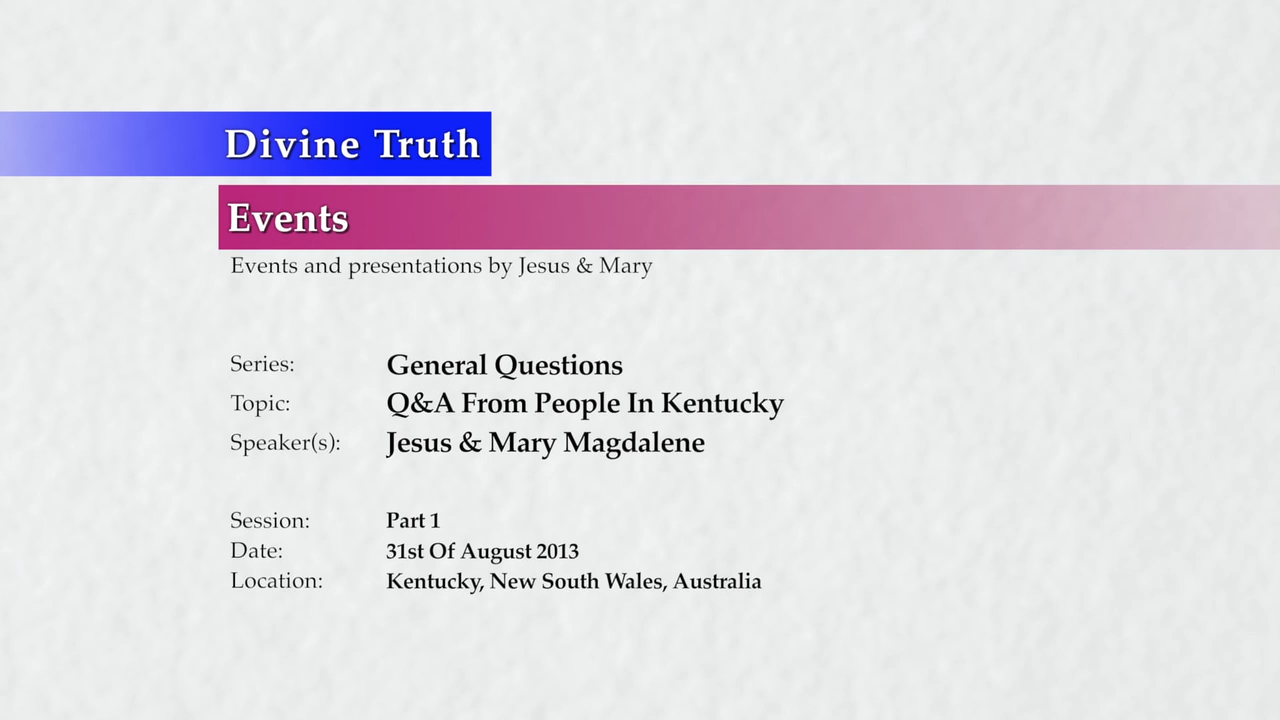 Divine Truth
Events
Events and presentations by Jesus & Mary
Series: General Questions
Topic: Q&A From People In Kentucky
Speaker(s): Jesus & Mary Magdalene
Session: Part 1
Date: 31st Of August 2013
Location: Kentucky, New South Wales, Australia